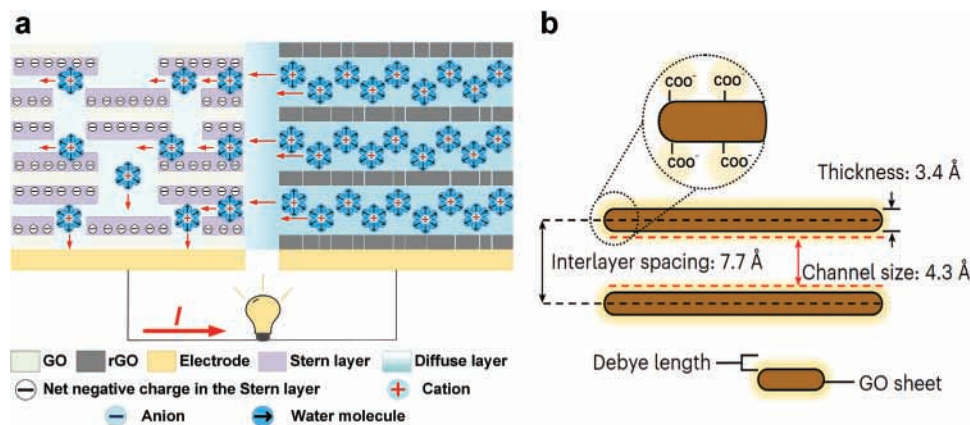 a
I
GO
rGO
Electrode
Stern layer
Diffuse layer
Net negative charge in the Stern layer
Cation
Anion
Water molecule
b
COO⁻ COO
COO⁻ COO⁻
Thickness: 3.4 Å
Interlayer spacing: 7.7 Å
Channel size: 4.3 Å
Debye length
GO sheet